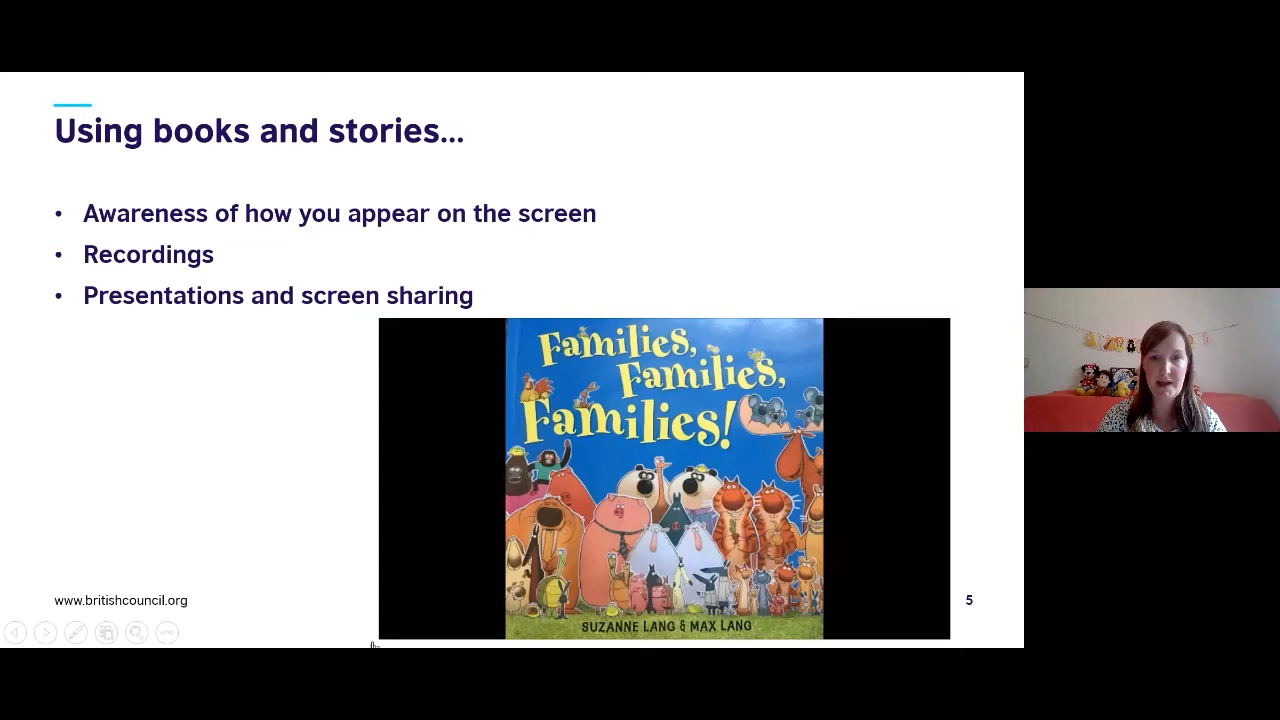 Using books and stories...
• Awareness of how you appear on the screen
• Recordings
• Presentations and screen sharing
Families,
Families,
Families!
SUZANNE LANG & MAX LANG
www.britishcouncil.org
5